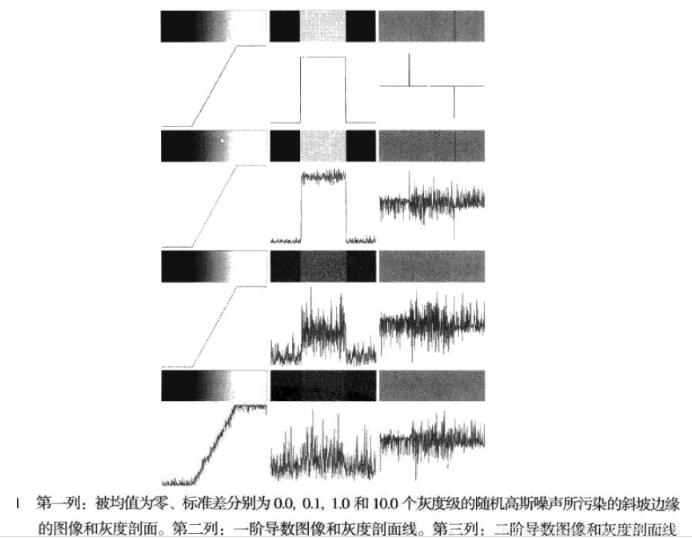 1 第一列：被均值为零、标准差分别为0.0, 0.1, 1.0 和10.0 个灰度级的随机高斯噪声所污染的斜坡边缘
的图像和灰度剖面。第二列：一阶导数图像和灰度剖面线。第三列：二阶导数图像和灰度剖面线